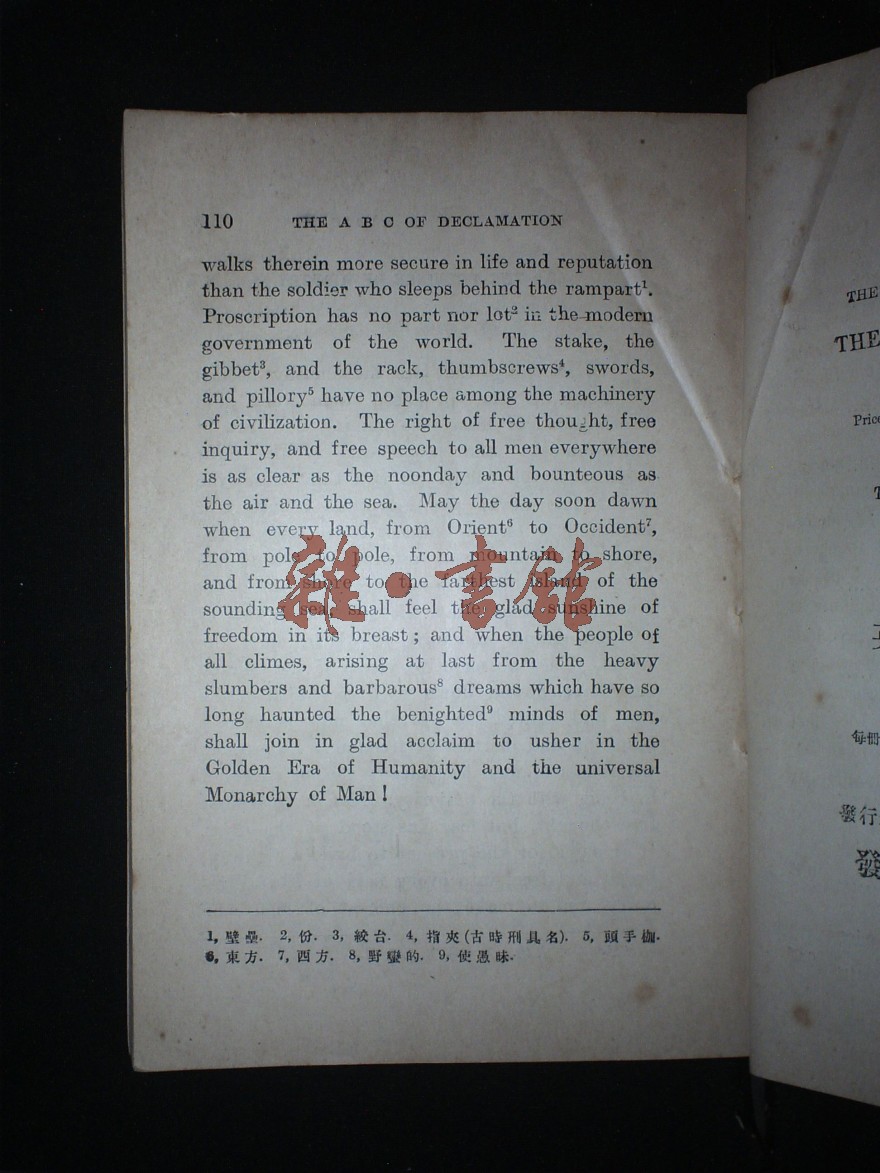 110 THE A B C OF DECLAMATION
walks therein more secure in life and reputation
than the soldier who sleeps behind the rampart¹.
Proscription has no part nor lot² in the modern
government of the world. The stake, the
gibbet³, and the rack, thumbscrews⁴, swords,
and pillory⁵ have no place among the machinery
of civilization. The right of free thought, free
inquiry, and free speech to all men everywhere
is as clear as the noonday and bounteous as
the air and the sea. May the day soon dawn
when every land, from Orient⁶ to Occident⁷,
from pole to pole, from mountain to shore,
and from shore to the farthest island of the
sounding sea, shall feel the glad sunshine of
freedom in its breast; and when the people of
all climes, arising at last from the heavy
slumbers and barbarous⁸ dreams which have so
long haunted the benighted⁹ minds of men,
shall join in glad acclaim to usher in the
Golden Era of Humanity and the universal
Monarchy of Man!
雜·書館
1, 壁壘. 2, 份. 3, 絞台. 4, 指夾(古時刑具名). 5, 頭手枷.
6, 東方. 7, 西方. 8, 野蠻的. 9, 使愚昧.
THE
THE
Price
每冊
發行
發